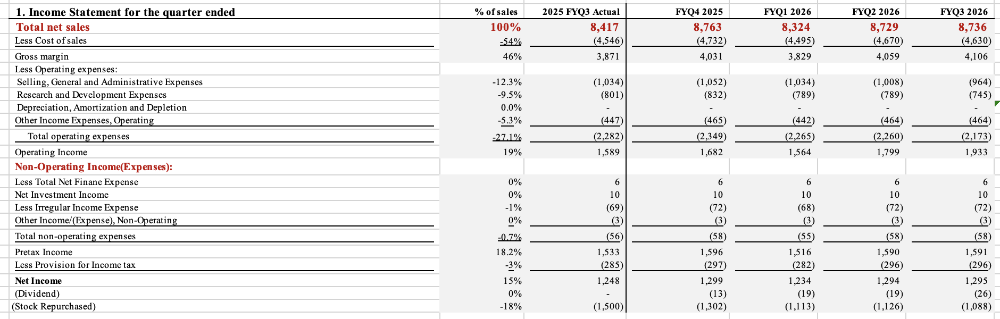 1. Income Statement for the quarter ended % of sales 2025 FYQ3 Actual FYQ4 2025 FYQ1 2026 FYQ2 2026 FYQ3 2026
Total net sales 100% 8,417 8,763 8,324 8,729 8,736
Less Cost of sales -54% (4,546) (4,732) (4,495) (4,670) (4,630)
Gross margin 46% 3,871 4,031 3,829 4,059 4,106
Less Operating expenses:
Selling, General and Administrative Expenses -12.3% (1,034) (1,052) (1,034) (1,008) (964)
Research and Development Expenses -9.5% (801) (832) (789) (789) (745)
Depreciation, Amortization and Depletion 0.0% - - - - -
Other Income Expenses, Operating -5.3% (447) (465) (442) (464) (464)
Total operating expenses -27.1% (2,282) (2,349) (2,265) (2,260) (2,173)
Operating Income 19% 1,589 1,682 1,564 1,799 1,933
Non-Operating Income(Expenses):
Less Total Net Finane Expense 0% 6 6 6 6 6
Net Investment Income 0% 10 10 10 10 10
Less Irregular Income Expense -1% (69) (72) (68) (72) (72)
Other Income/(Expense), Non-Operating 0% (3) (3) (3) (3) (3)
Total non-operating expenses -0.7% (56) (58) (55) (58) (58)
Pretax Income 18.2% 1,533 1,596 1,516 1,590 1,591
Less Provision for Income tax -3% (285) (297) (282) (296) (296)
Net Income 15% 1,248 1,299 1,234 1,294 1,295
(Dividend) 0% - (13) (19) (19) (26)
(Stock Repurchased) -18% (1,500) (1,302) (1,113) (1,126) (1,088)